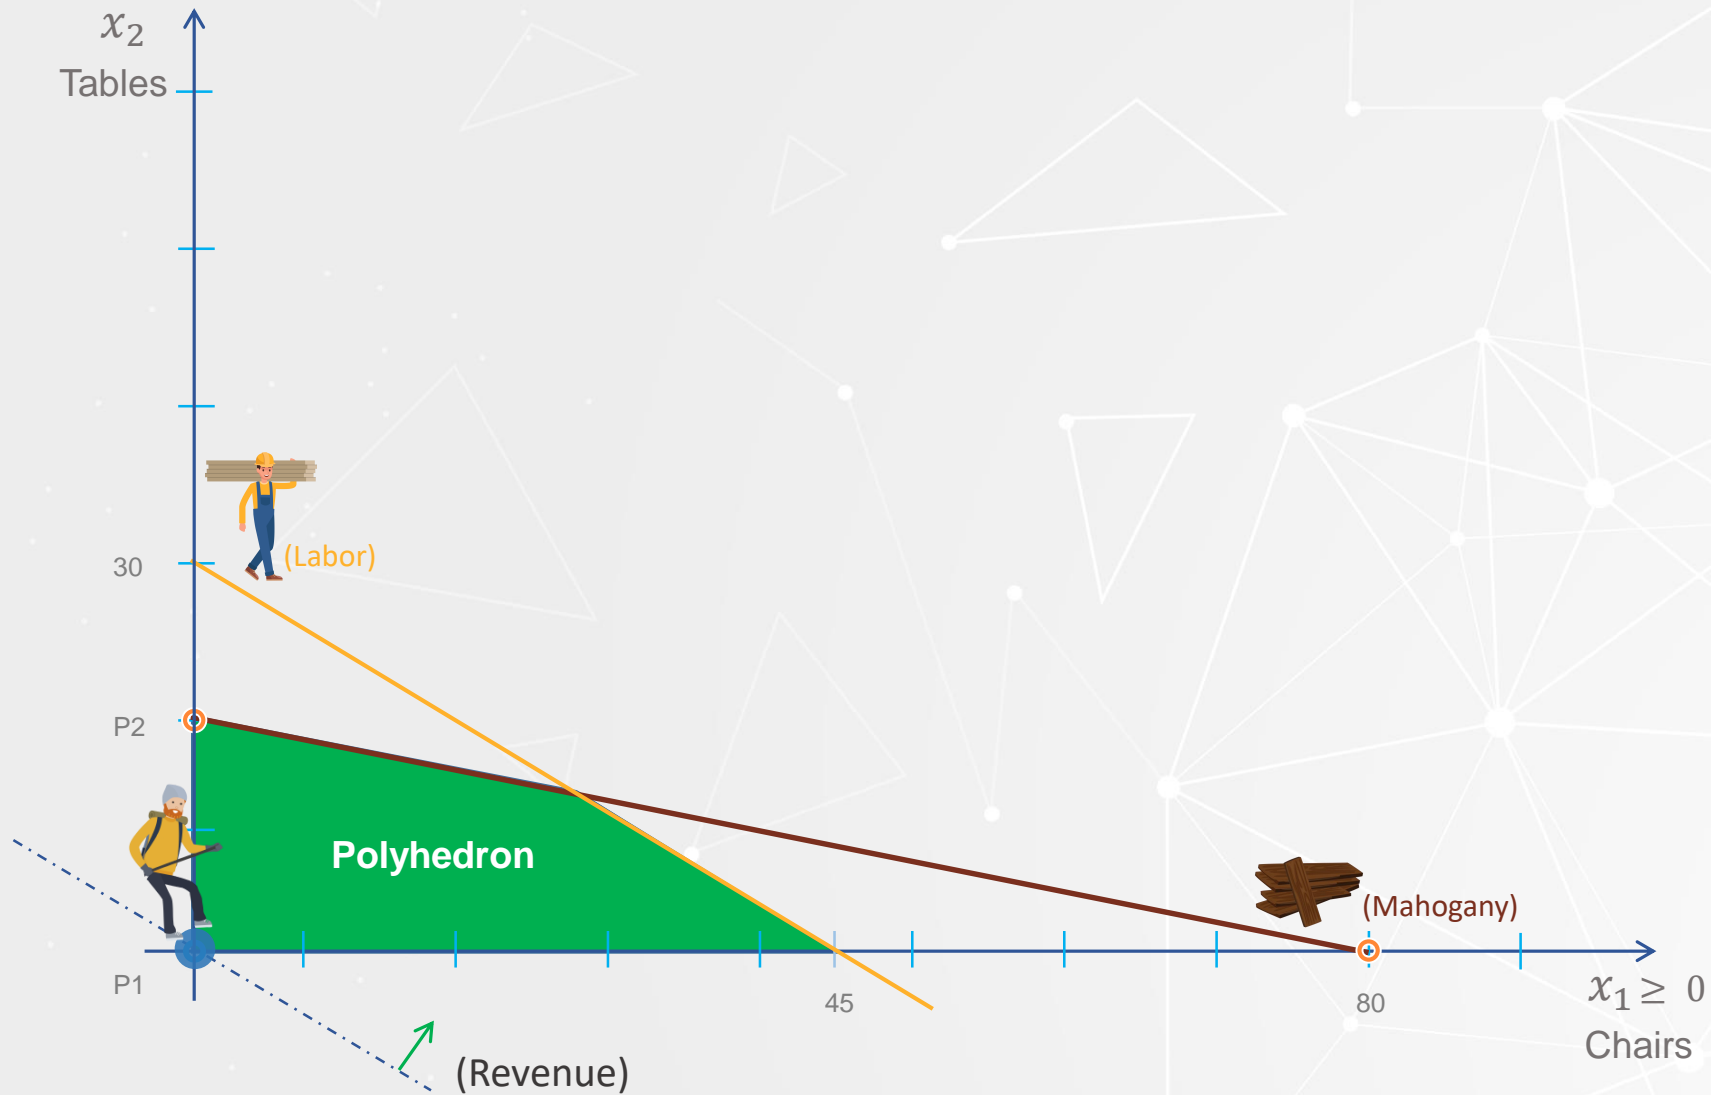 x₂
Tables
(Labor)
30
P2
Polyhedron
(Mahogany)
P1
45
80
x₁ ≥ 0
Chairs
(Revenue)